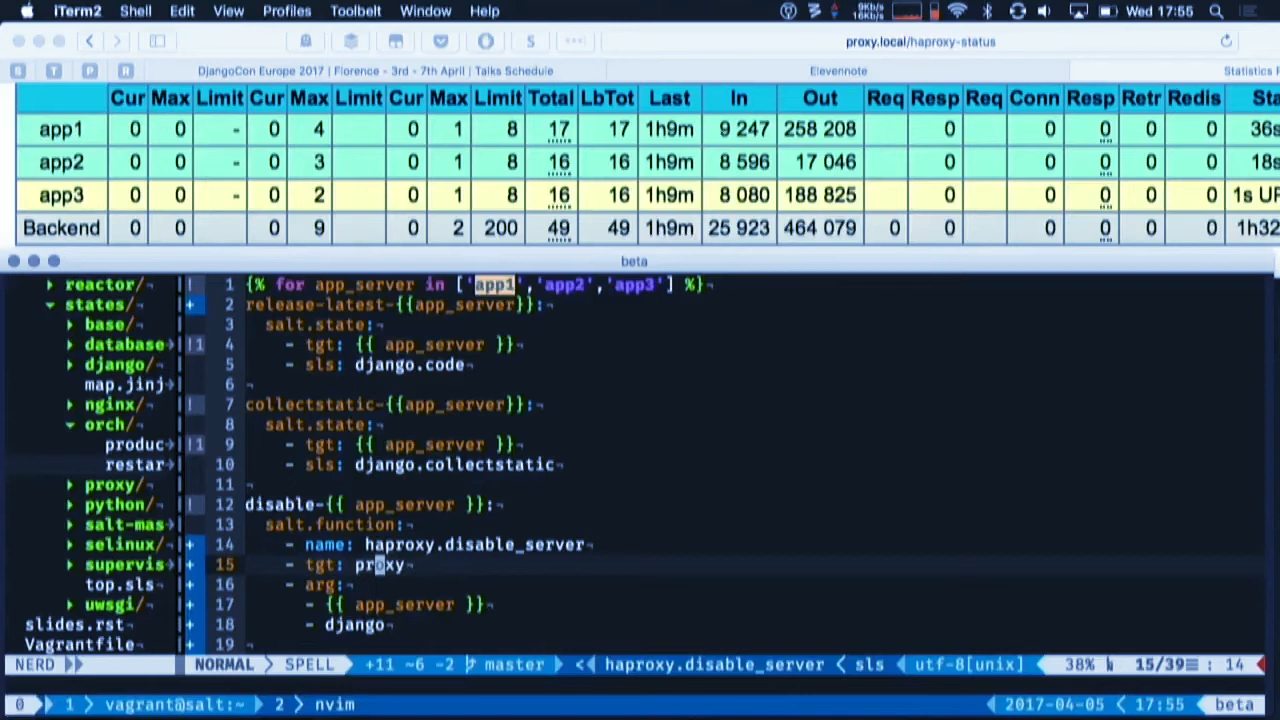 iTerm2 Shell Edit View Profiles Toolbelt Window Help 9Kb/s 16Kb/s Wed 17:55
proxy.local/haproxy-status
S T P R DjangoCon Europe 2017 | Florence - 3rd - 7th April | Talks Schedule Elevennote Statistics
Cur Max Limit Cur Max Limit Cur Max Limit Total LbTot Last In Out Req Resp Req Conn Resp Retr Redis Sta
app1 0 0 - 0 4 0 1 8 17 17 1h9m 9 247 258 208 0 0 0 0 0 36s
app2 0 0 - 0 3 0 1 8 16 16 1h9m 8 596 17 046 0 0 0 0 0 18s
app3 0 0 - 0 2 0 1 8 16 16 1h9m 8 080 188 825 0 0 0 0 0 1s UP
Backend 0 0 0 9 0 2 200 49 49 1h9m 25 923 464 079 0 0 0 0 0 0 1h32
beta
reactor/ 1 {% for app_server in ['app1','app2','app3'] %}
states/ + 2 release-latest-{{app_server}}:
base/ 3 salt.state:
database !1 4 - tgt: {{ app_server }}
django/ 5 - sls: django.code
map.jinj 6
nginx/ 7 collectstatic-{{app_server}}:
orch/ 8 salt.state:
produc !1 9 - tgt: {{ app_server }}
restar 10 - sls: django.collectstatic
proxy/ 11
python/ 12 disable-{{ app_server }}:
salt-mas 13 salt.function:
selinux/ + 14 - name: haproxy.disable_server
supervis + 15 - tgt: proxy
top.sls + 16 - arg:
uwsgi/ + 17 - {{ app_server }}
slides.rst + 18 - django
Vagrantfile + 19
NERD NORMAL > SPELL +11 ~6 -2 master << haproxy.disable_server < sls utf-8[unix] 38% 15/39 : 14
0 1 > vagrant@salt:~ 2 > nvim 2017-04-05 < 17:55 beta